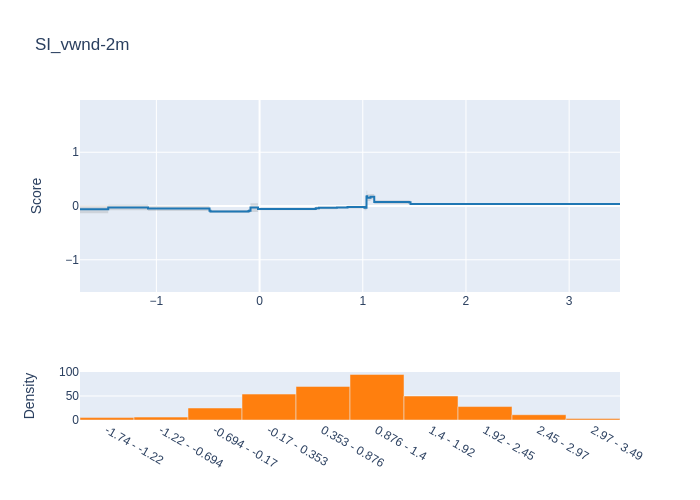 SI_vwnd-2m
Score
1
0
−1
−1
0
1
2
3
Density
100
50
0
-1.74 - -1.22
-1.22 - -0.694
-0.694 - -0.17
-0.17 - 0.353
0.353 - 0.876
0.876 - 1.4
1.4 - 1.92
1.92 - 2.45
2.45 - 2.97
2.97 - 3.49